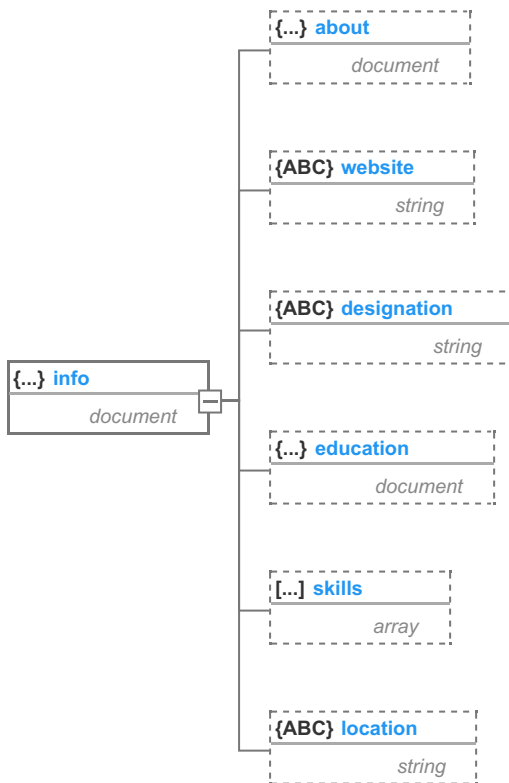 {...} about
document
{ABC} website
string
{ABC} designation
string
{...} info
document
{...} education
document
[...] skills
array
{ABC} location
string